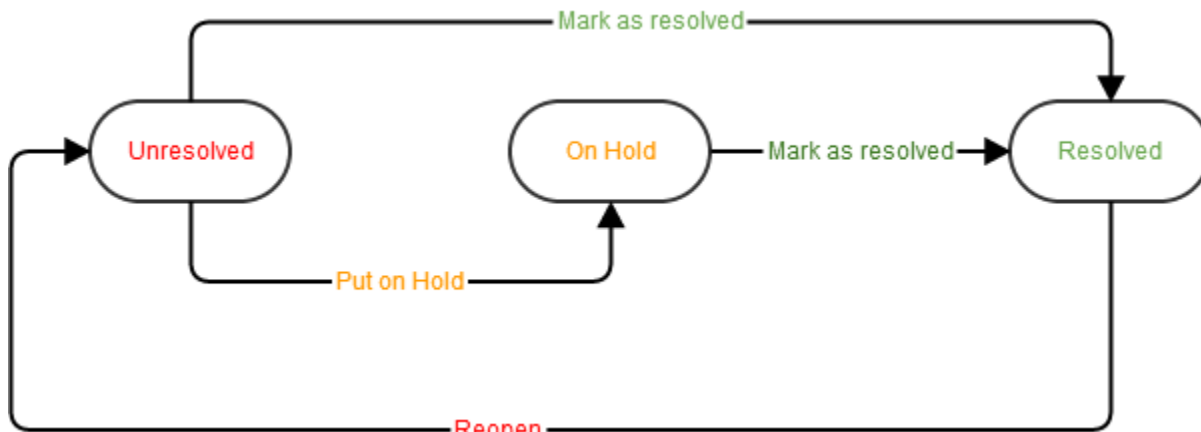 Mark as resolved
Unresolved
On Hold
Mark as resolved
Resolved
Put on Hold
Reopen